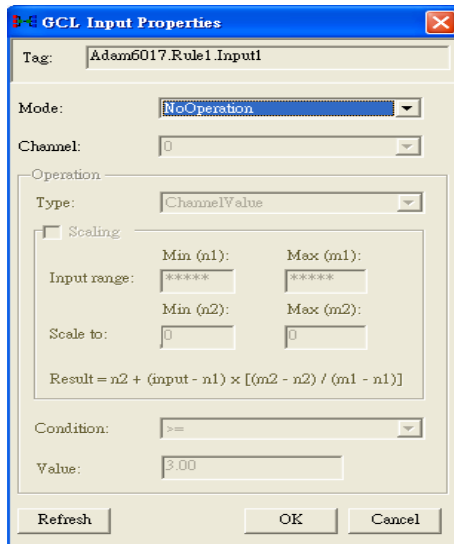 GCL Input Properties
Tag: Adam6017.Rule1.Input1
Mode: NoOperation
Channel: 0
Operation
Type: ChannelValue
Scaling
Min (n1): Max (m1):
Input range: ***** *****
Min (n2): Max (m2):
Scale to: 0 0
Result = n2 + (input - n1) x [(m2 - n2) / (m1 - n1)]
Condition: >=
Value: 3.00
Refresh OK Cancel